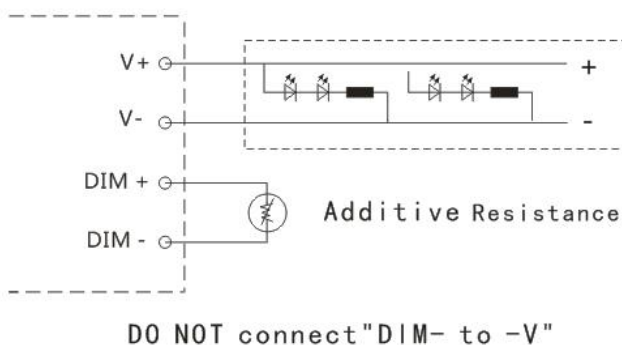 V+
+
V-
-
DIM +
Additive Resistance
DIM -
DO NOT connect"DIM- to -V"